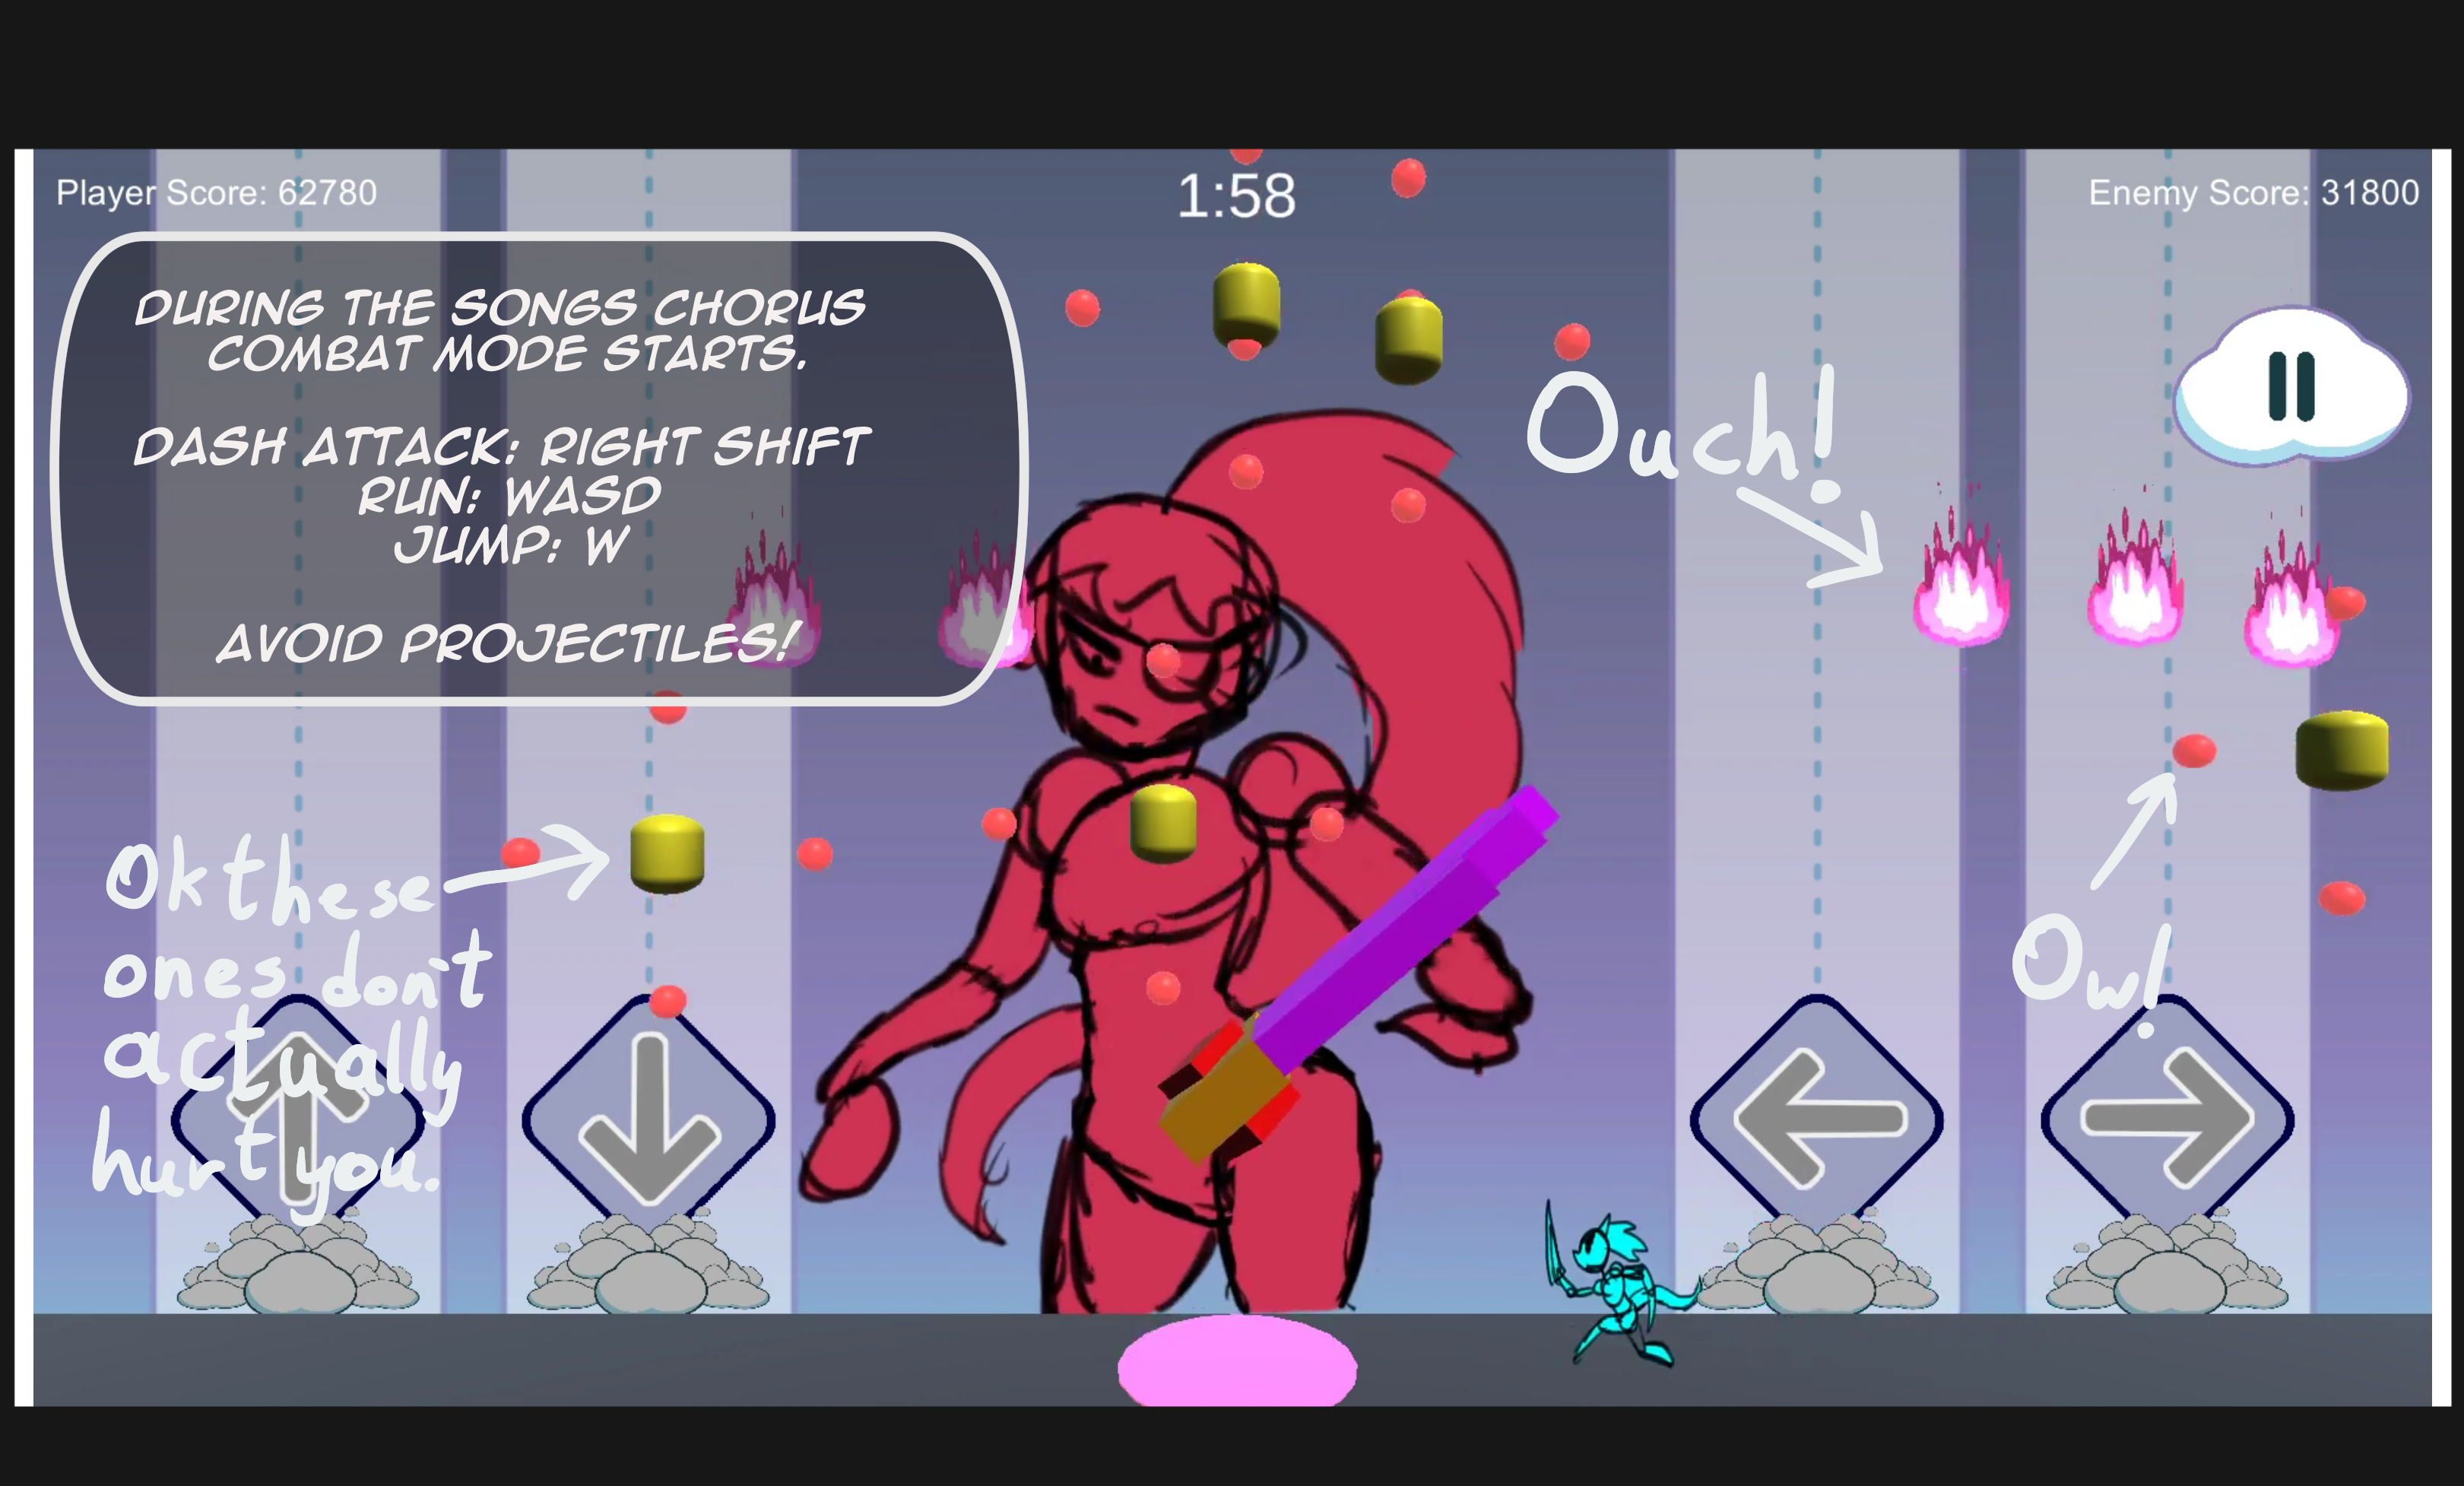 Player Score: 62780
1:58
Enemy Score: 31800
DURING THE SONGS CHORUS
COMBAT MODE STARTS.
DASH ATTACK: RIGHT SHIFT
RUN: WASD
JUMP: W
AVOID PROJECTILES!
Ouch!
Ok these
ones don't
actually
hurt you.
Ow!